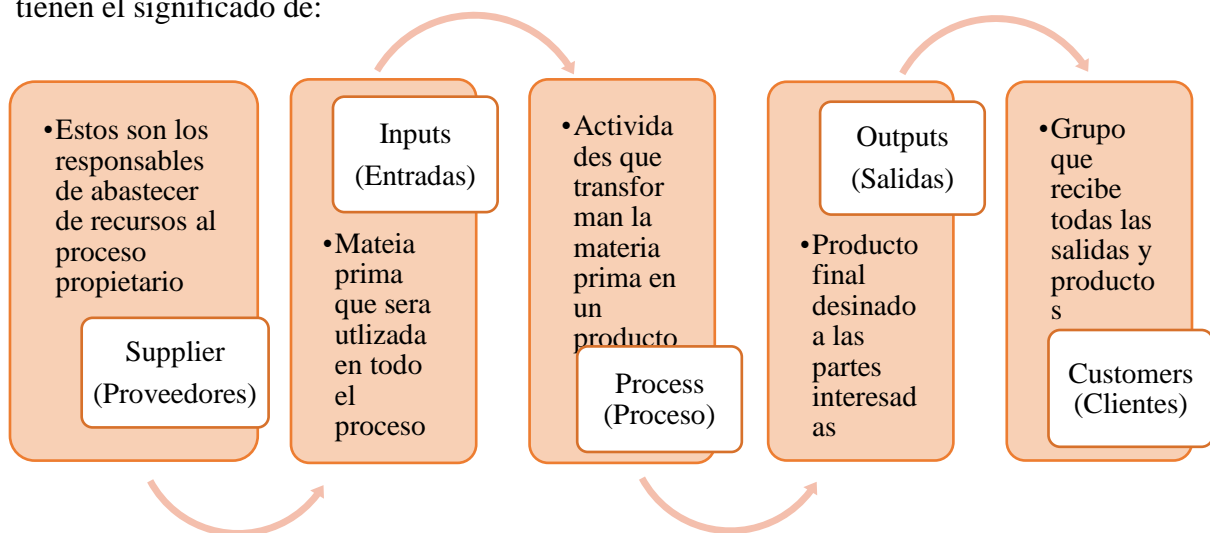 tienen el significado de:
•Estos son los
responsables
de abastecer
de recursos al
proceso
propietario
Supplier
(Proveedores)
Inputs
(Entradas)
•Mateia
prima
que sera
utlizada
en todo
el
proceso
•Activida
des que
transfor
man la
materia
prima en
un
producto
Process
(Proceso)
Outputs
(Salidas)
•Producto
final
desinado
a las
partes
interesad
as
•Grupo
que
recibe
todas las
salidas y
producto
s
Customers
(Clientes)